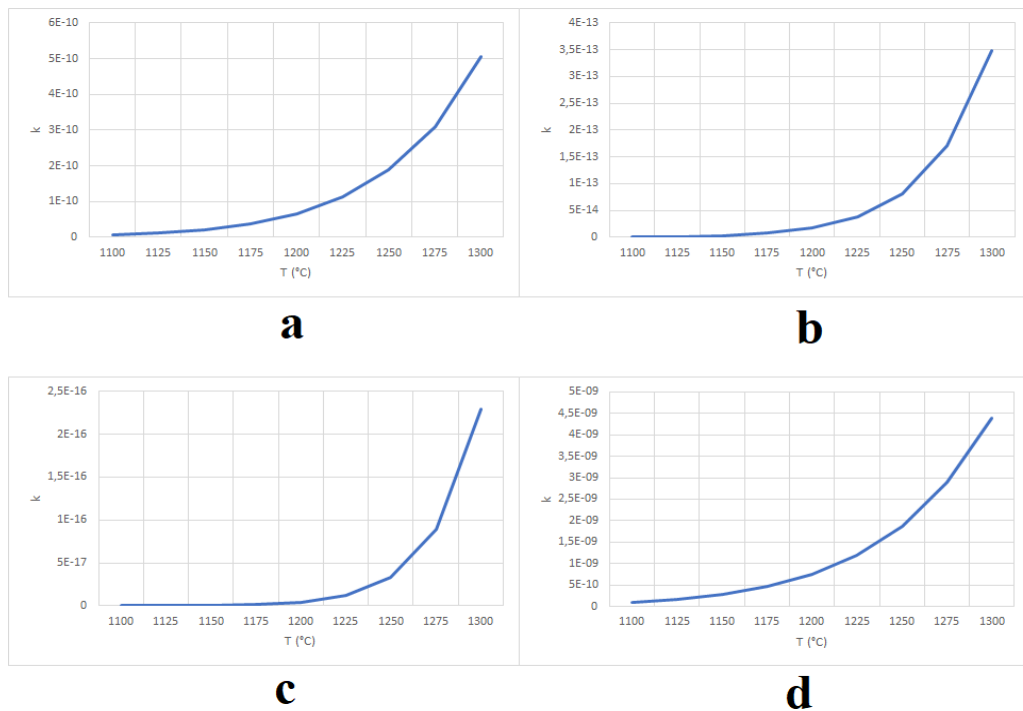 6E-10
5E-10
4E-10
3E-10
2E-10
1E-10
0
k
1100 1125 1150 1175 1200 1225 1250 1275 1300
T (°C)
a
4E-13
3,5E-13
3E-13
2,5E-13
2E-13
1,5E-13
1E-13
5E-14
0
k
1100 1125 1150 1175 1200 1225 1250 1275 1300
T (°C)
b
2,5E-16
2E-16
1,5E-16
1E-16
5E-17
0
k
1100 1125 1150 1175 1200 1225 1250 1275 1300
T (°C)
c
5E-09
4,5E-09
4E-09
3,5E-09
3E-09
2,5E-09
2E-09
1,5E-09
1E-09
5E-10
0
k
1100 1125 1150 1175 1200 1225 1250 1275 1300
T (°C)
d